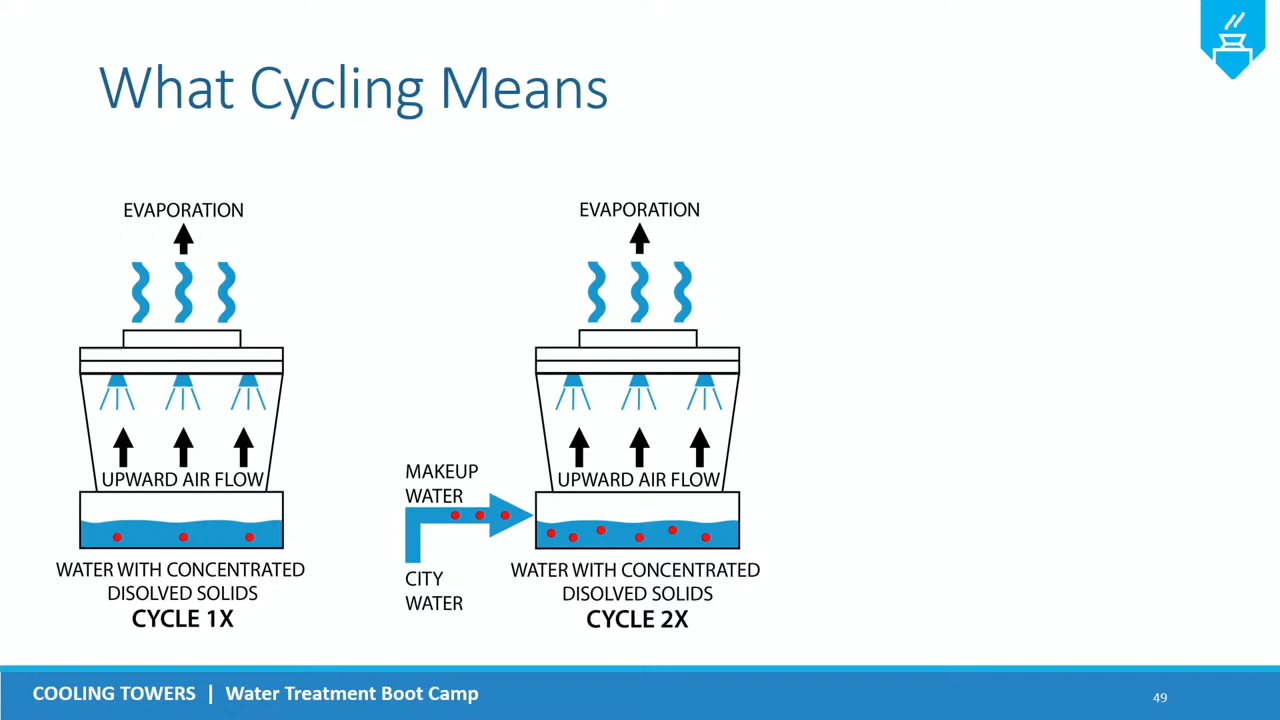 What Cycling Means
EVAPORATION
UPWARD AIR FLOW
WATER WITH CONCENTRATED
DISOLVED SOLIDS
CYCLE 1X
MAKEUP
WATER
CITY
WATER
EVAPORATION
UPWARD AIR FLOW
WATER WITH CONCENTRATED
DISOLVED SOLIDS
CYCLE 2X
COOLING TOWERS | Water Treatment Boot Camp
49